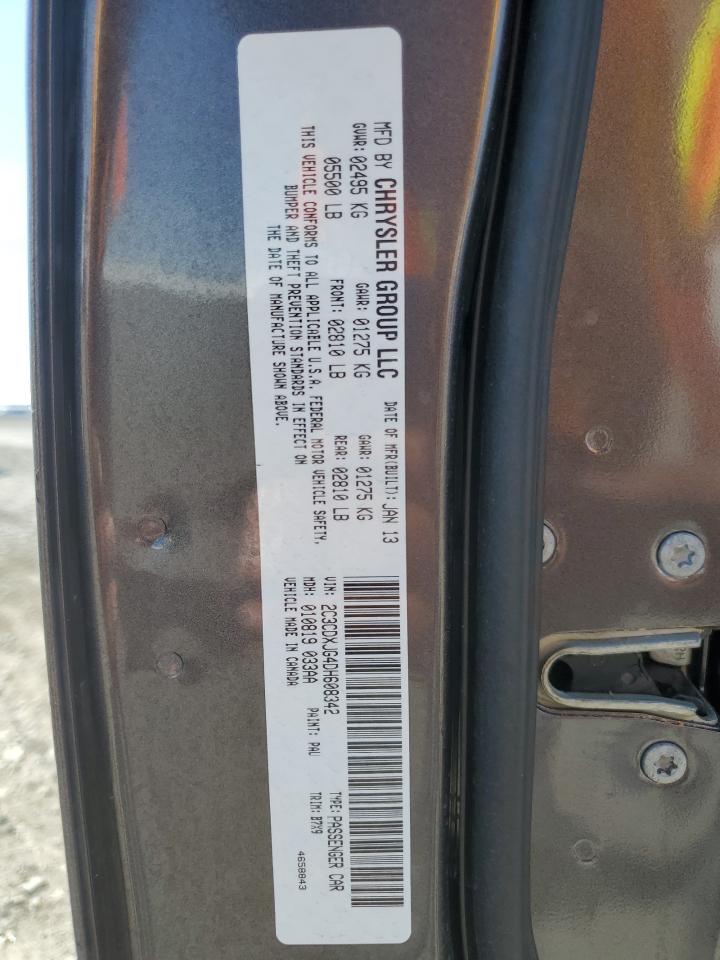 MFD BY CHRYSLER GROUP LLC DATE OF MFR(BUILT): JAN 13
GVWR: 02495 KG GAWR: 01275 KG GAWR: 01275 KG
05500 LB FRONT: 02810 LB REAR: 02810 LB
THIS VEHICLE CONFORMS TO ALL APPLICABLE U.S.A. FEDERAL MOTOR VEHICLE SAFETY,
BUMPER AND THEFT PREVENTION STANDARDS IN EFFECT ON
THE DATE OF MANUFACTURE SHOWN ABOVE.
VIN: 2C3CDXJG4DH608342 TYPE: PASSENGER CAR
MDH: 010819 033AA PAINT: PAU TRIM: B7X9
VEHICLE MADE IN CANADA 4658843